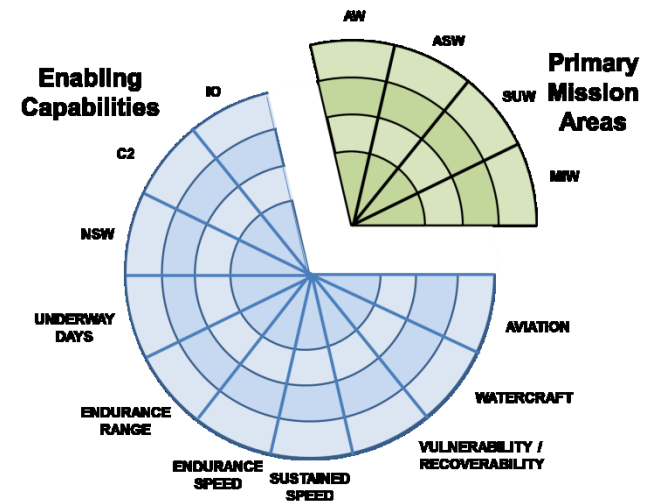 AW
ASW
SUW
MIW
Primary
Mission
Areas
Enabling
Capabilities
IO
C2
NSW
UNDERWAY
DAYS
ENDURANCE
RANGE
ENDURANCE
SPEED
SUSTAINED
SPEED
VULNERABILITY /
RECOVERABILITY
WATERCRAFT
AVIATION